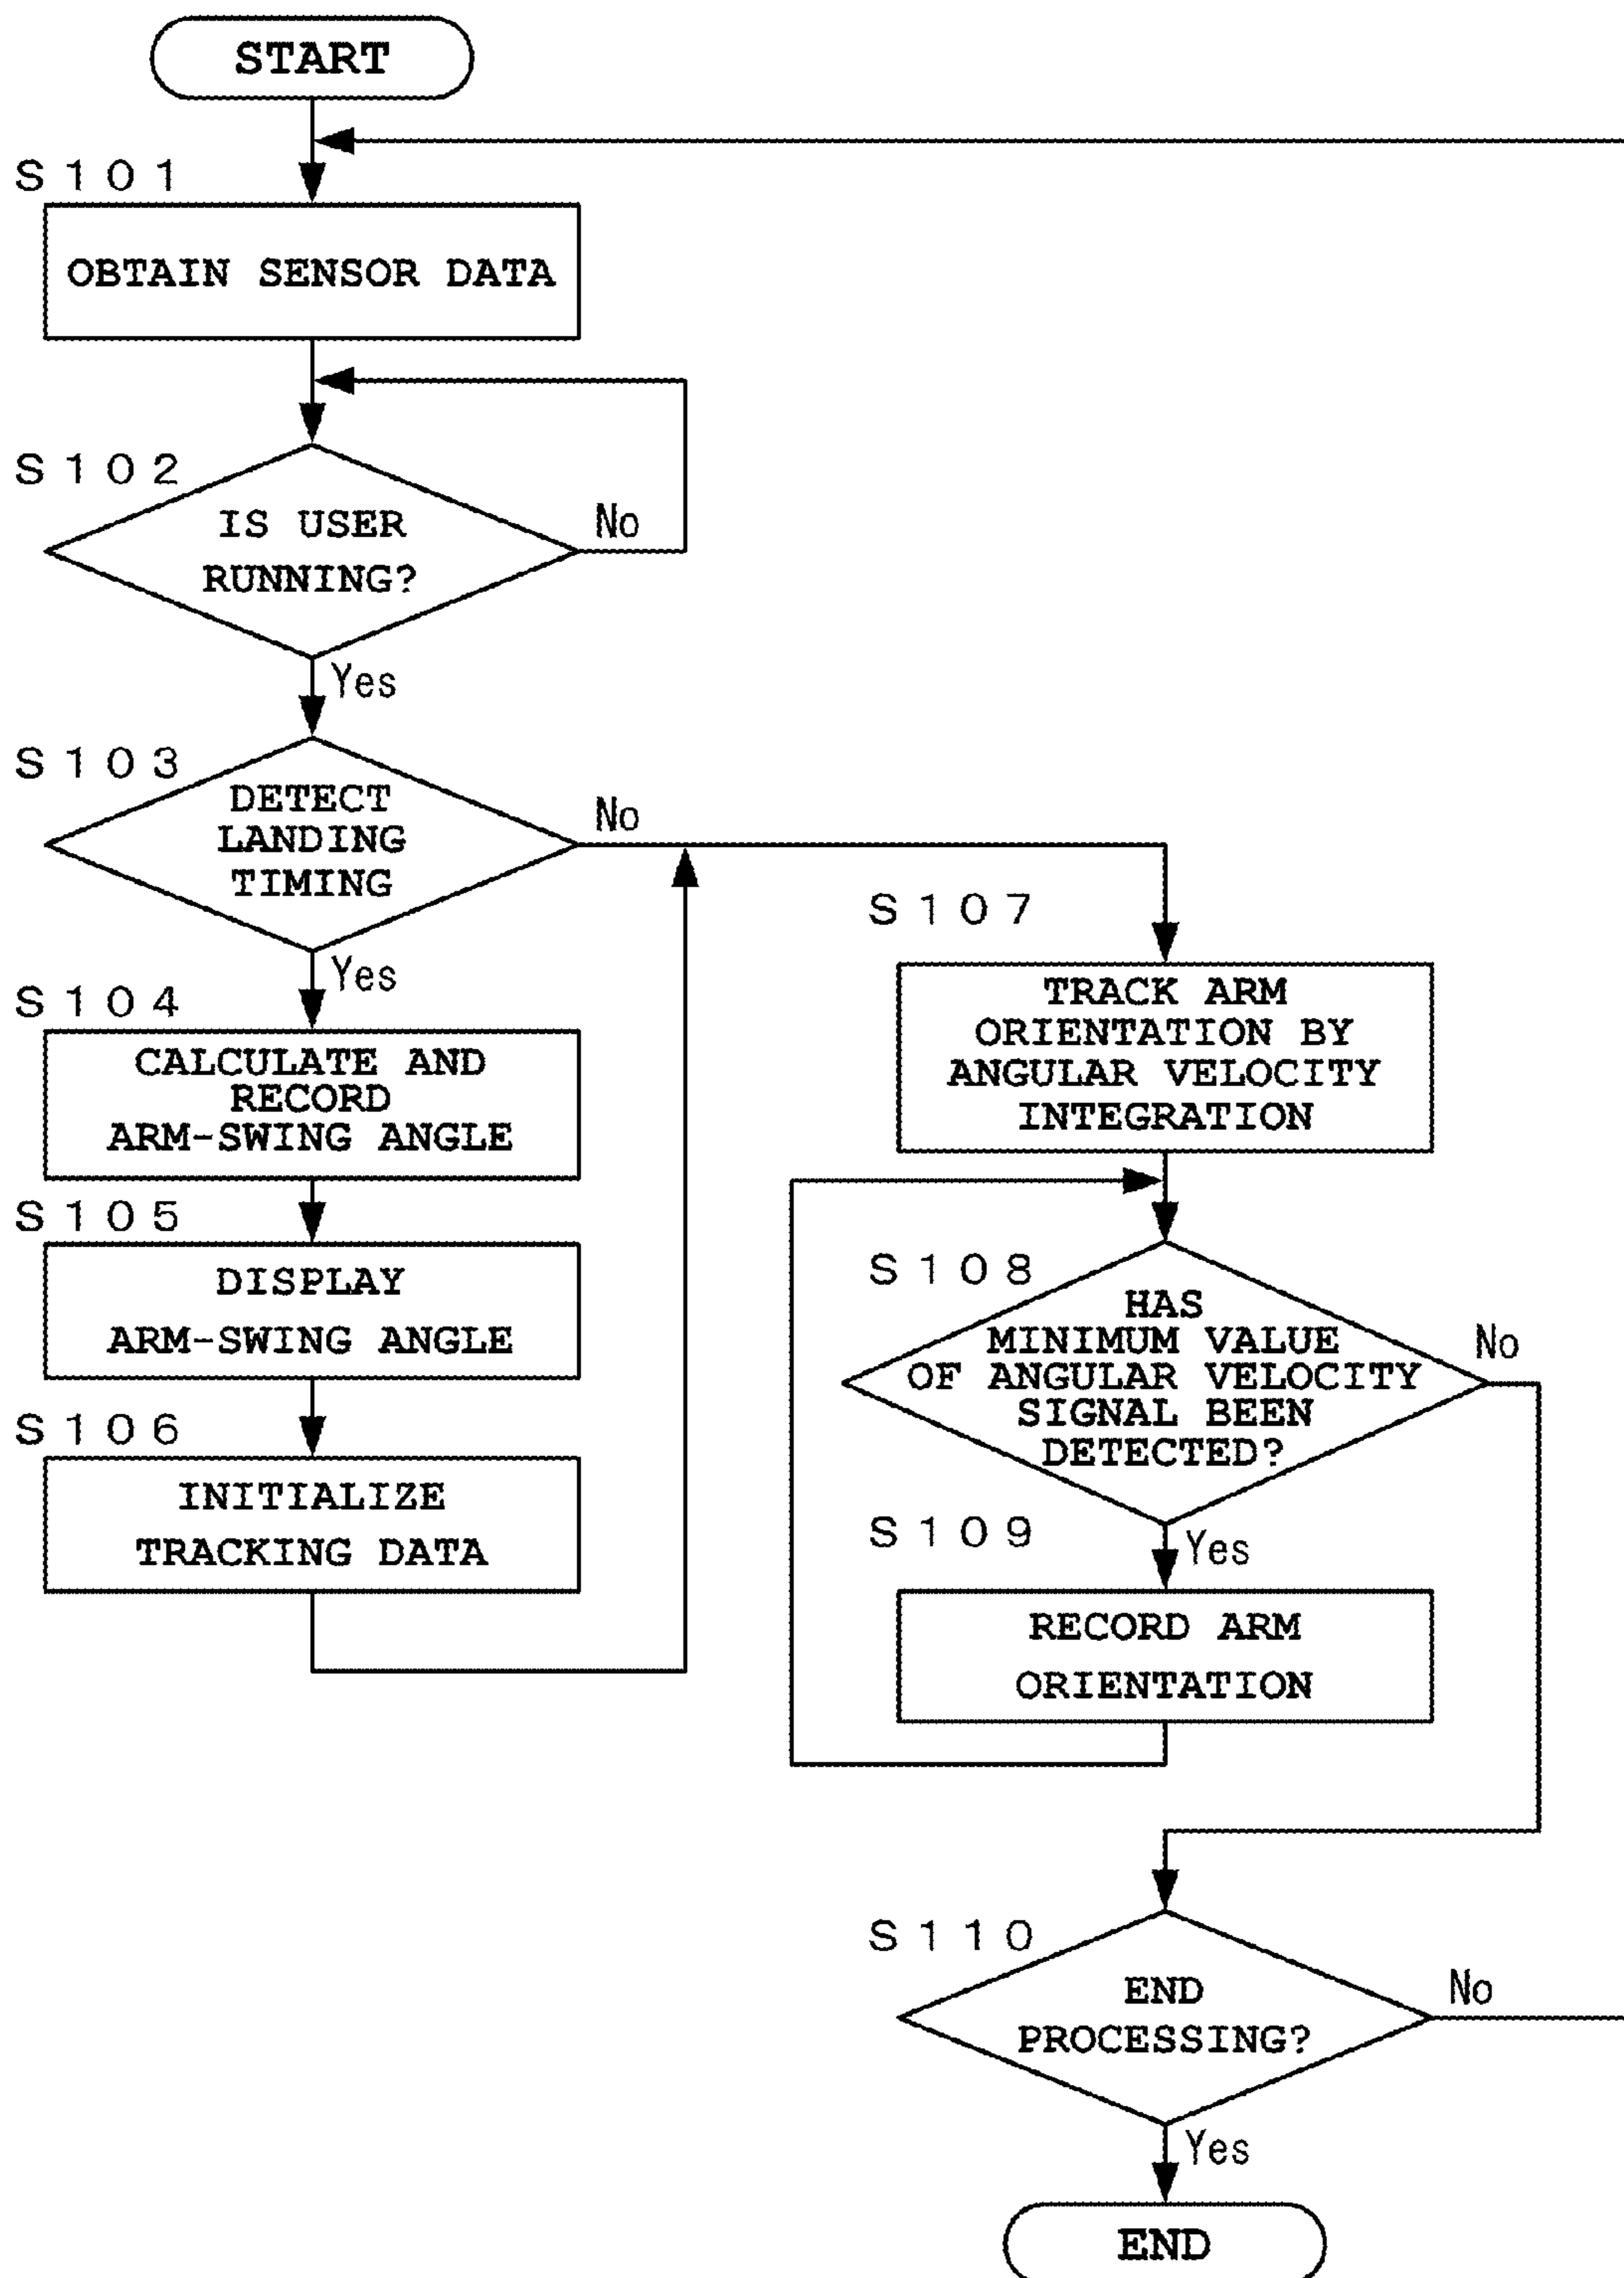 START
S101
OBTAIN SENSOR DATA
S102
IS USER
RUNNING?
No
Yes
S103
DETECT
LANDING
TIMING
No
Yes
S104
CALCULATE AND
RECORD
ARM-SWING ANGLE
S105
DISPLAY
ARM-SWING ANGLE
S106
INITIALIZE
TRACKING DATA
S107
TRACK ARM
ORIENTATION BY
ANGULAR VELOCITY
INTEGRATION
S108
HAS
MINIMUM VALUE
OF ANGULAR VELOCITY
SIGNAL BEEN
DETECTED?
No
Yes
S109
RECORD ARM
ORIENTATION
S110
END
PROCESSING?
No
Yes
END